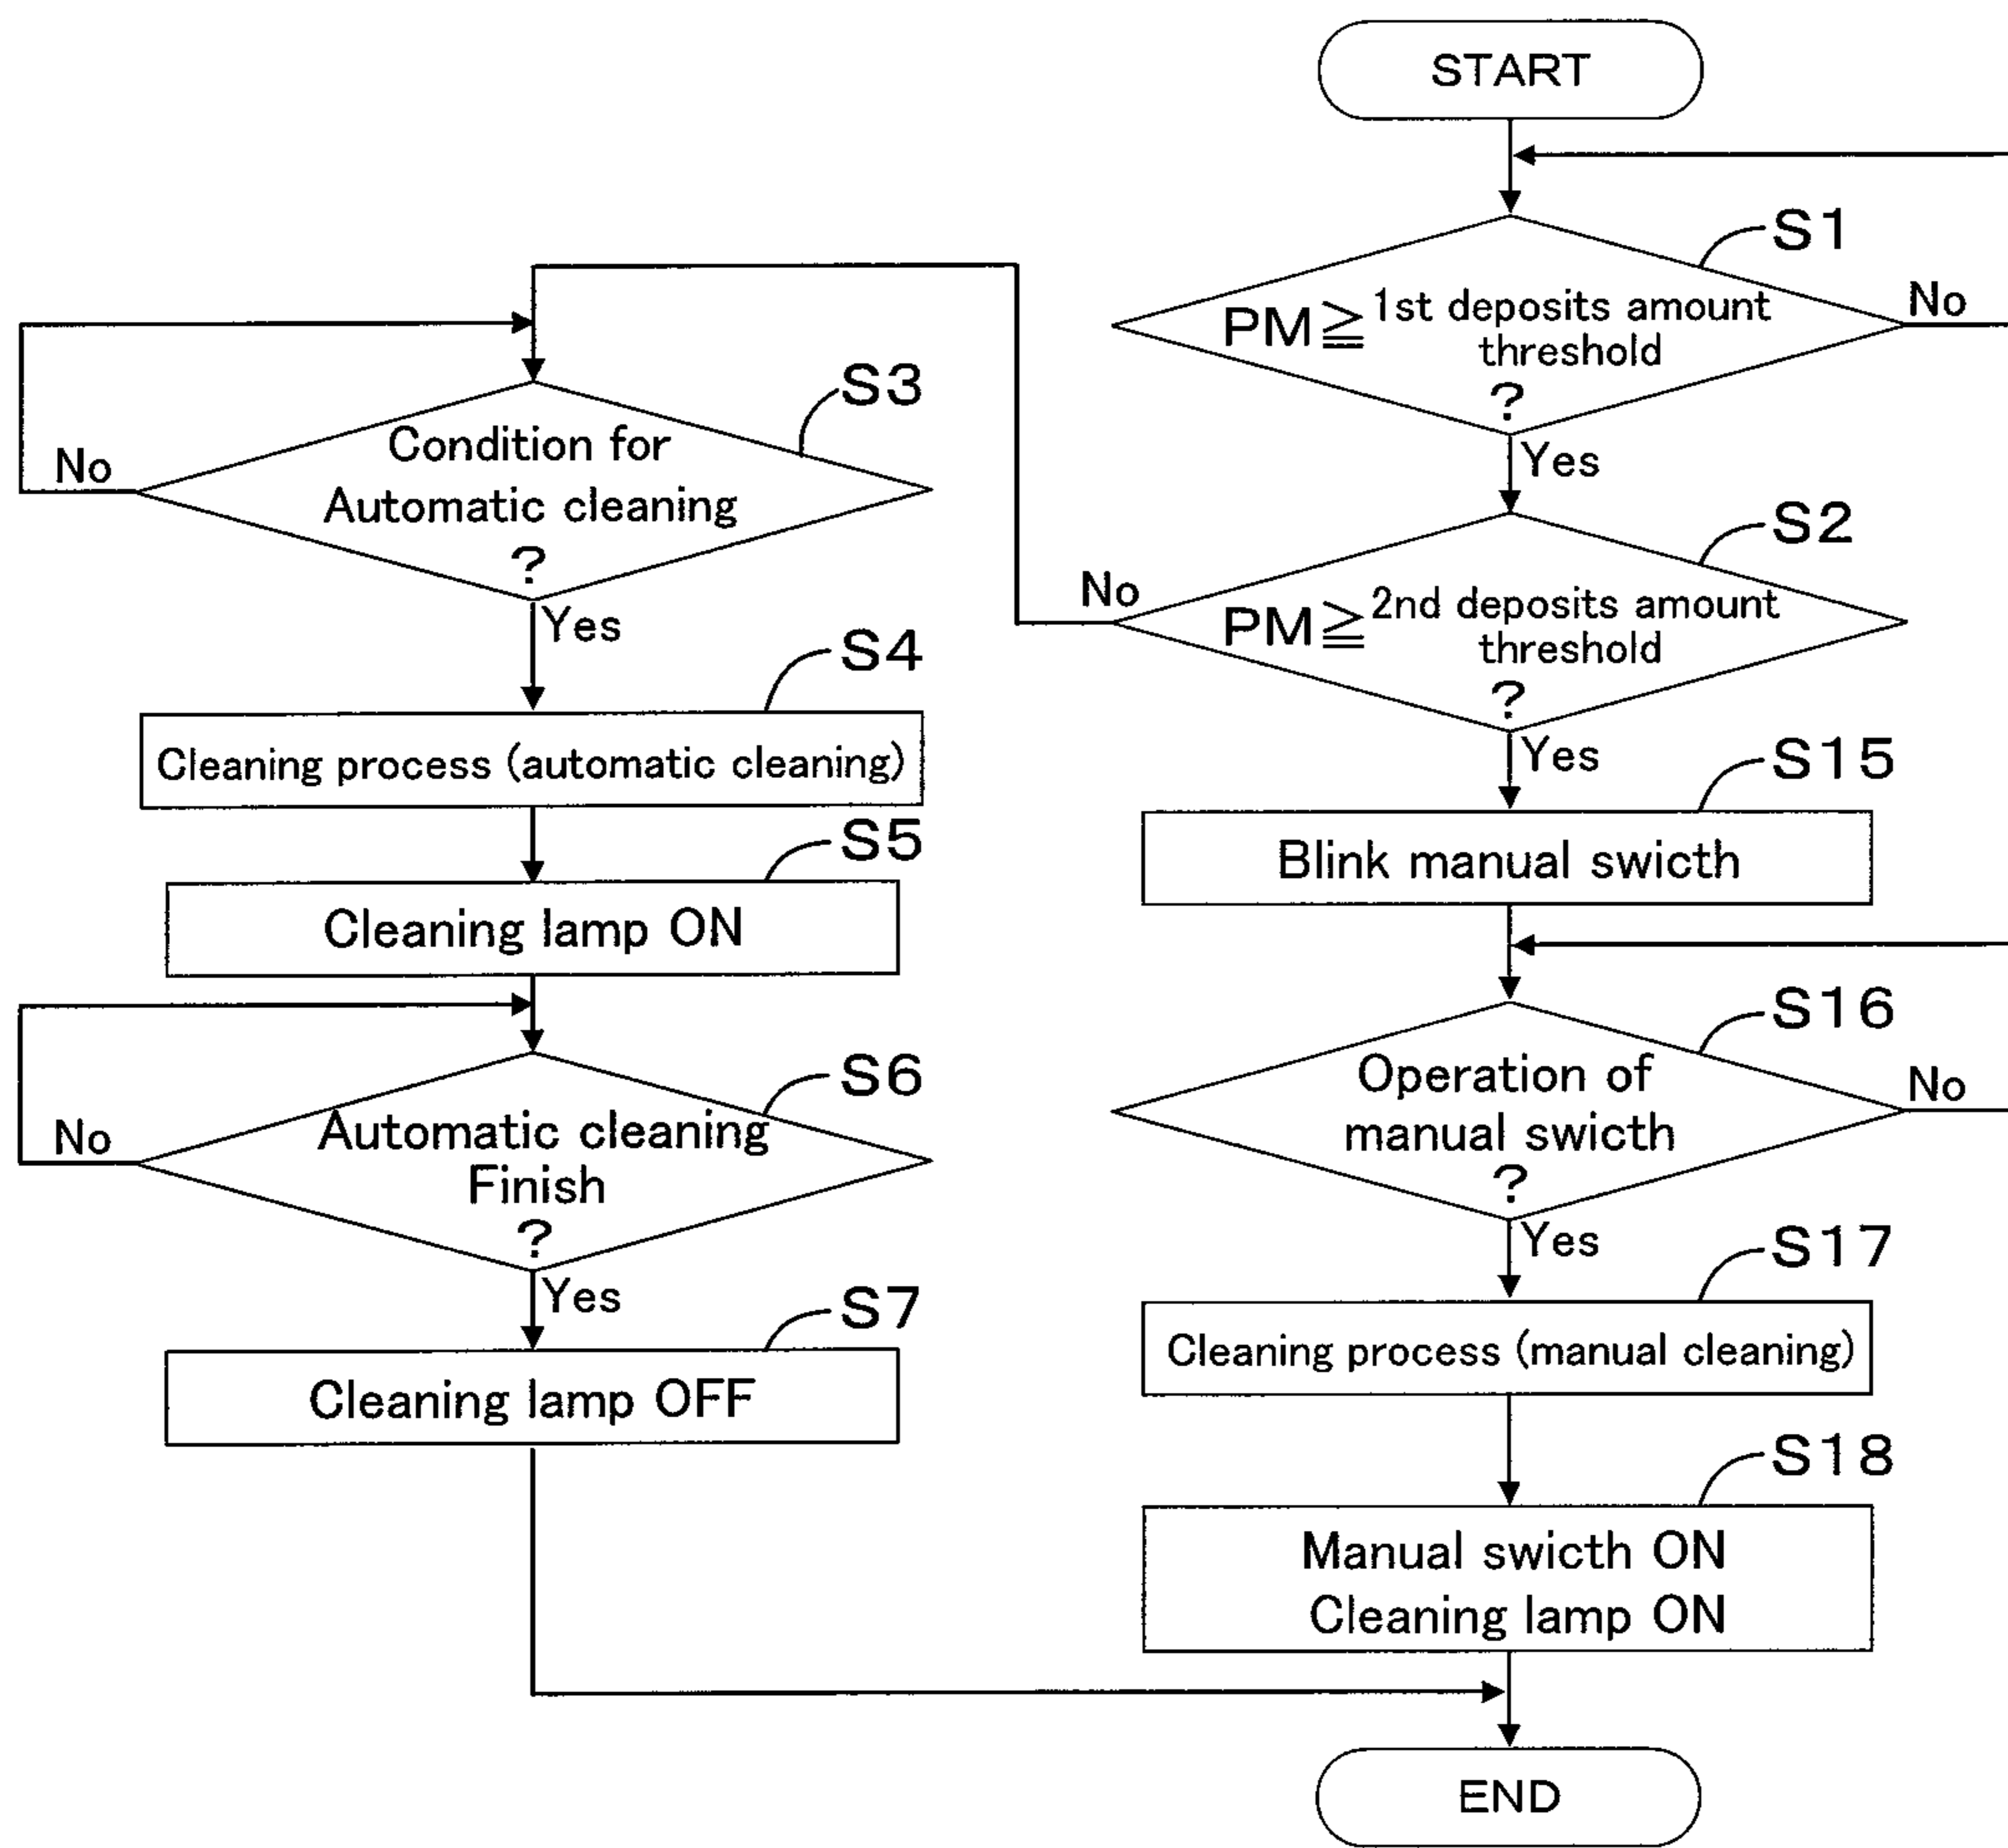 START
S1
PM≧1st deposits amount
threshold
?
No
Yes
S2
PM≧2nd deposits amount
threshold
?
No
Yes
S3
Condition for
Automatic cleaning
?
No
Yes
S4
Cleaning process (automatic cleaning)
S5
Cleaning lamp ON
S6
Automatic cleaning
Finish
?
No
Yes
S7
Cleaning lamp OFF
S15
Blink manual swicth
S16
Operation of
manual swicth
?
No
Yes
S17
Cleaning process (manual cleaning)
S18
Manual swicth ON
Cleaning lamp ON
END